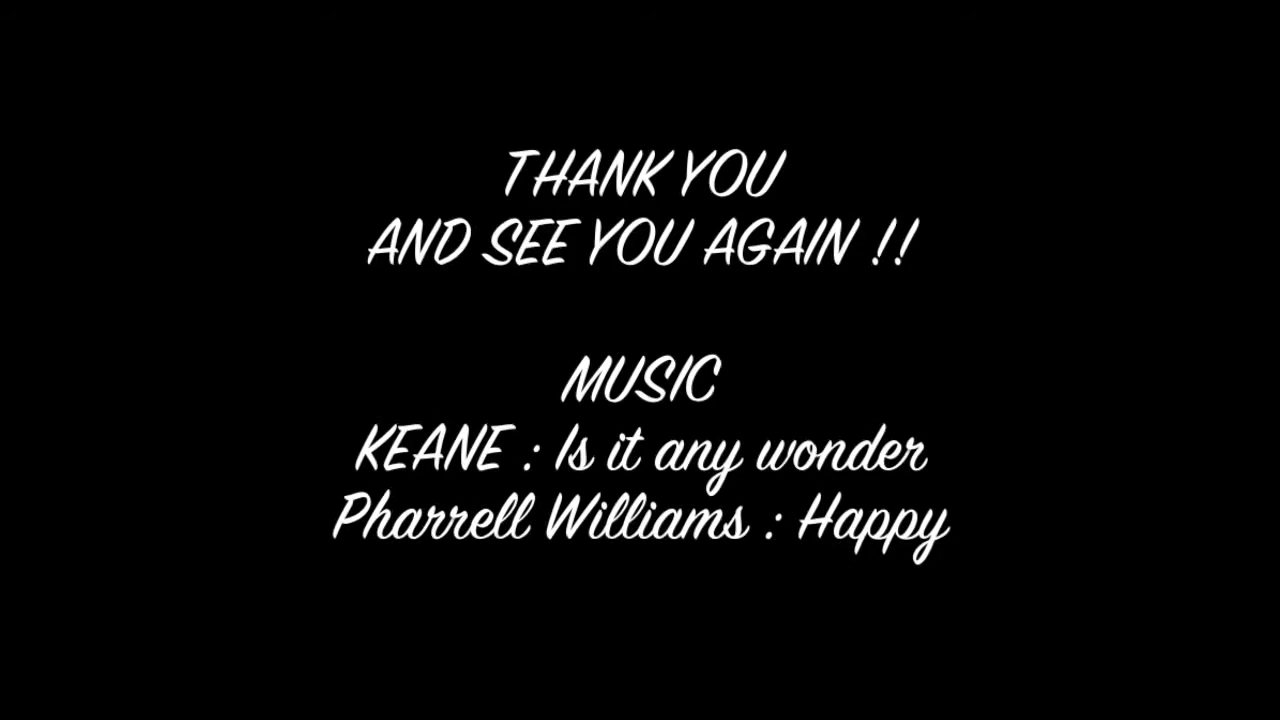 THANK YOU
AND SEE YOU AGAIN !!
MUSIC
KEANE : Is it any wonder
Pharrell Williams : Happy